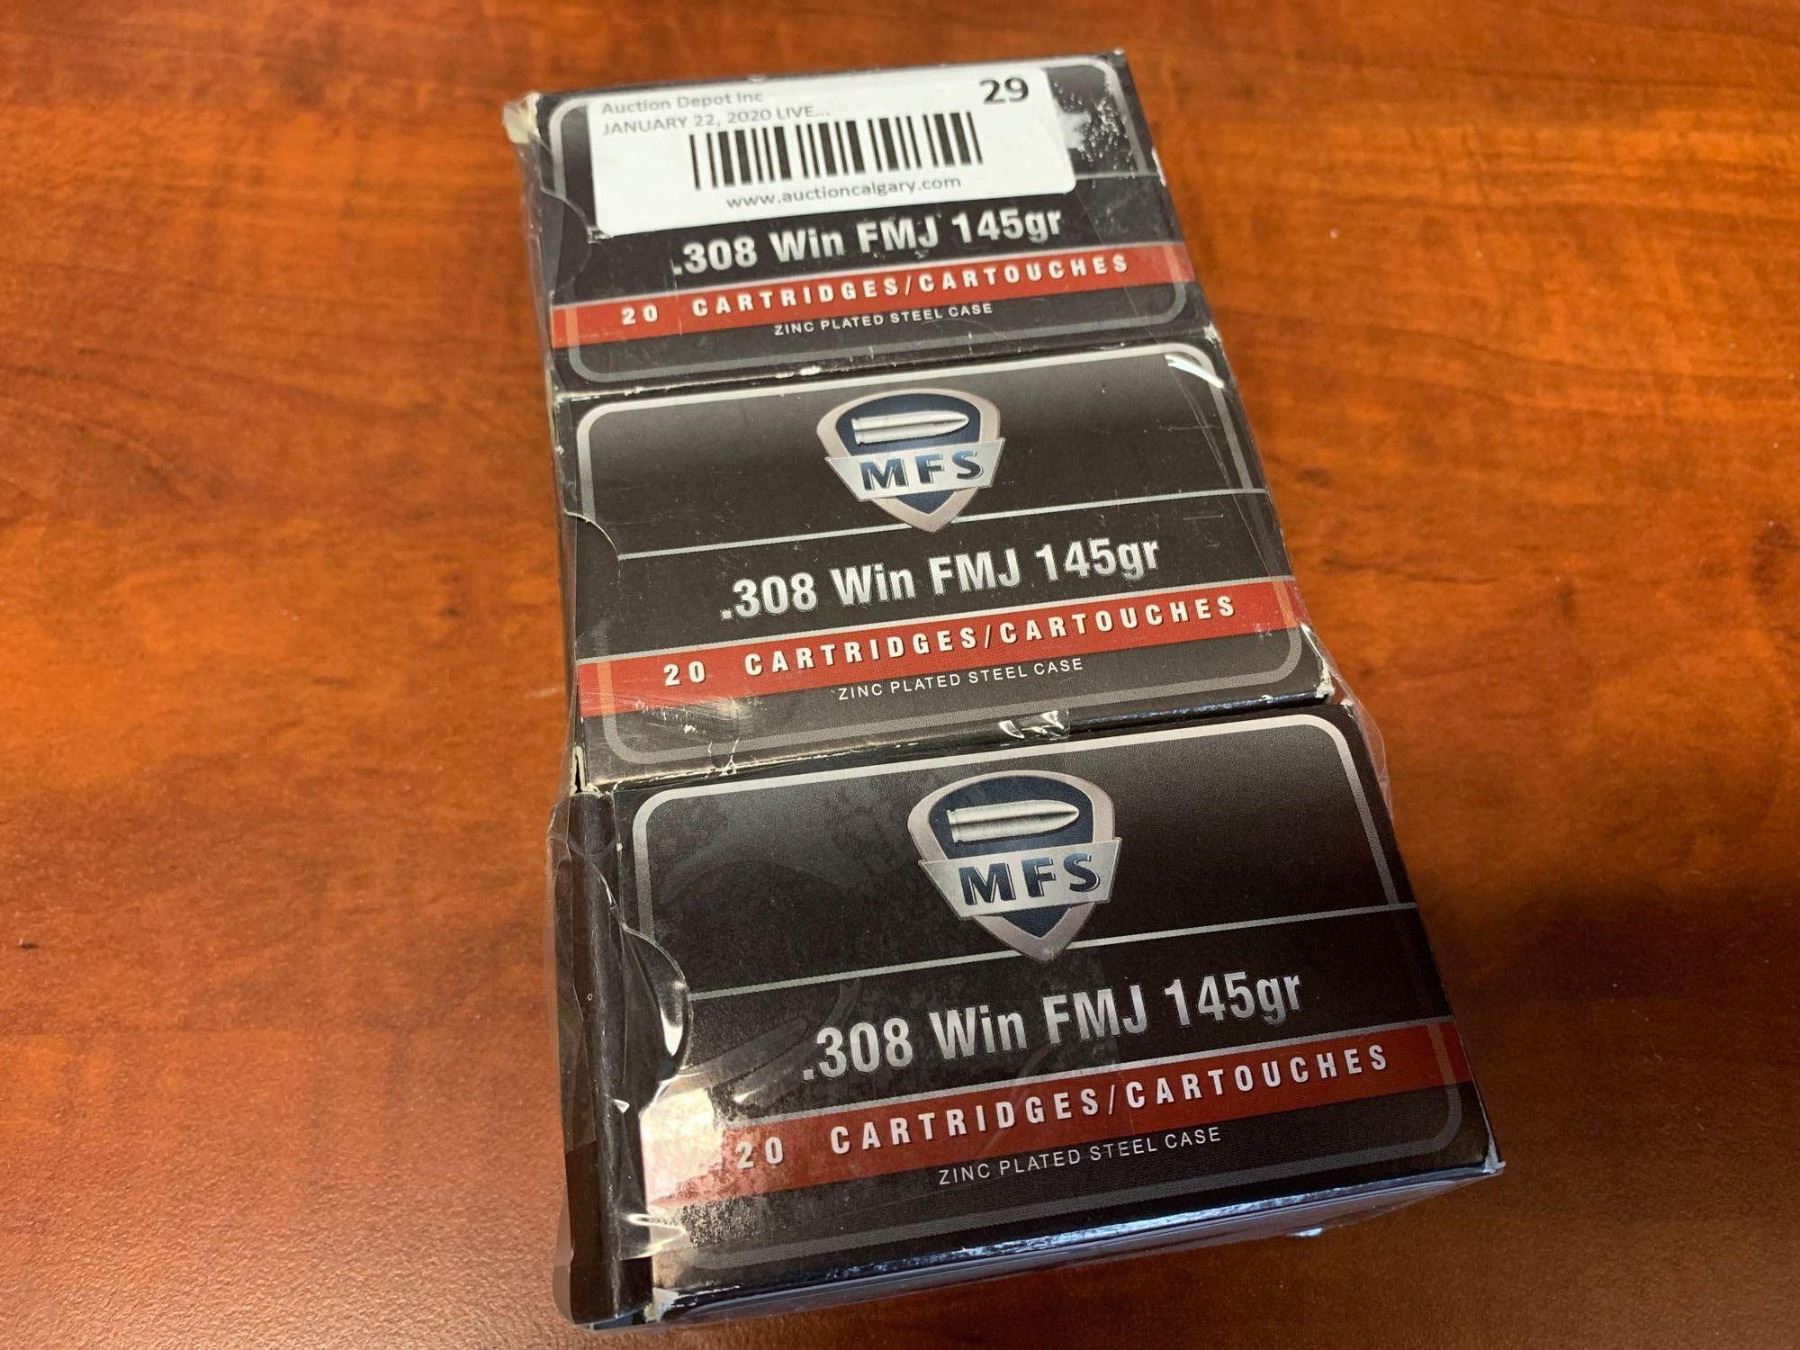 Auction Depot Inc
29
JANUARY 22, 2020 LIVE...
www.auctioncalgary.com
.308 Win FMJ 145gr
20 CARTRIDGES/CARTOUCHES
ZINC PLATED STEEL CASE
MFS
.308 Win FMJ 145gr
20 CARTRIDGES/CARTOUCHES
ZINC PLATED STEEL CASE
MFS
.308 Win FMJ 145gr
20 CARTRIDGES/CARTOUCHES
ZINC PLATED STEEL CASE